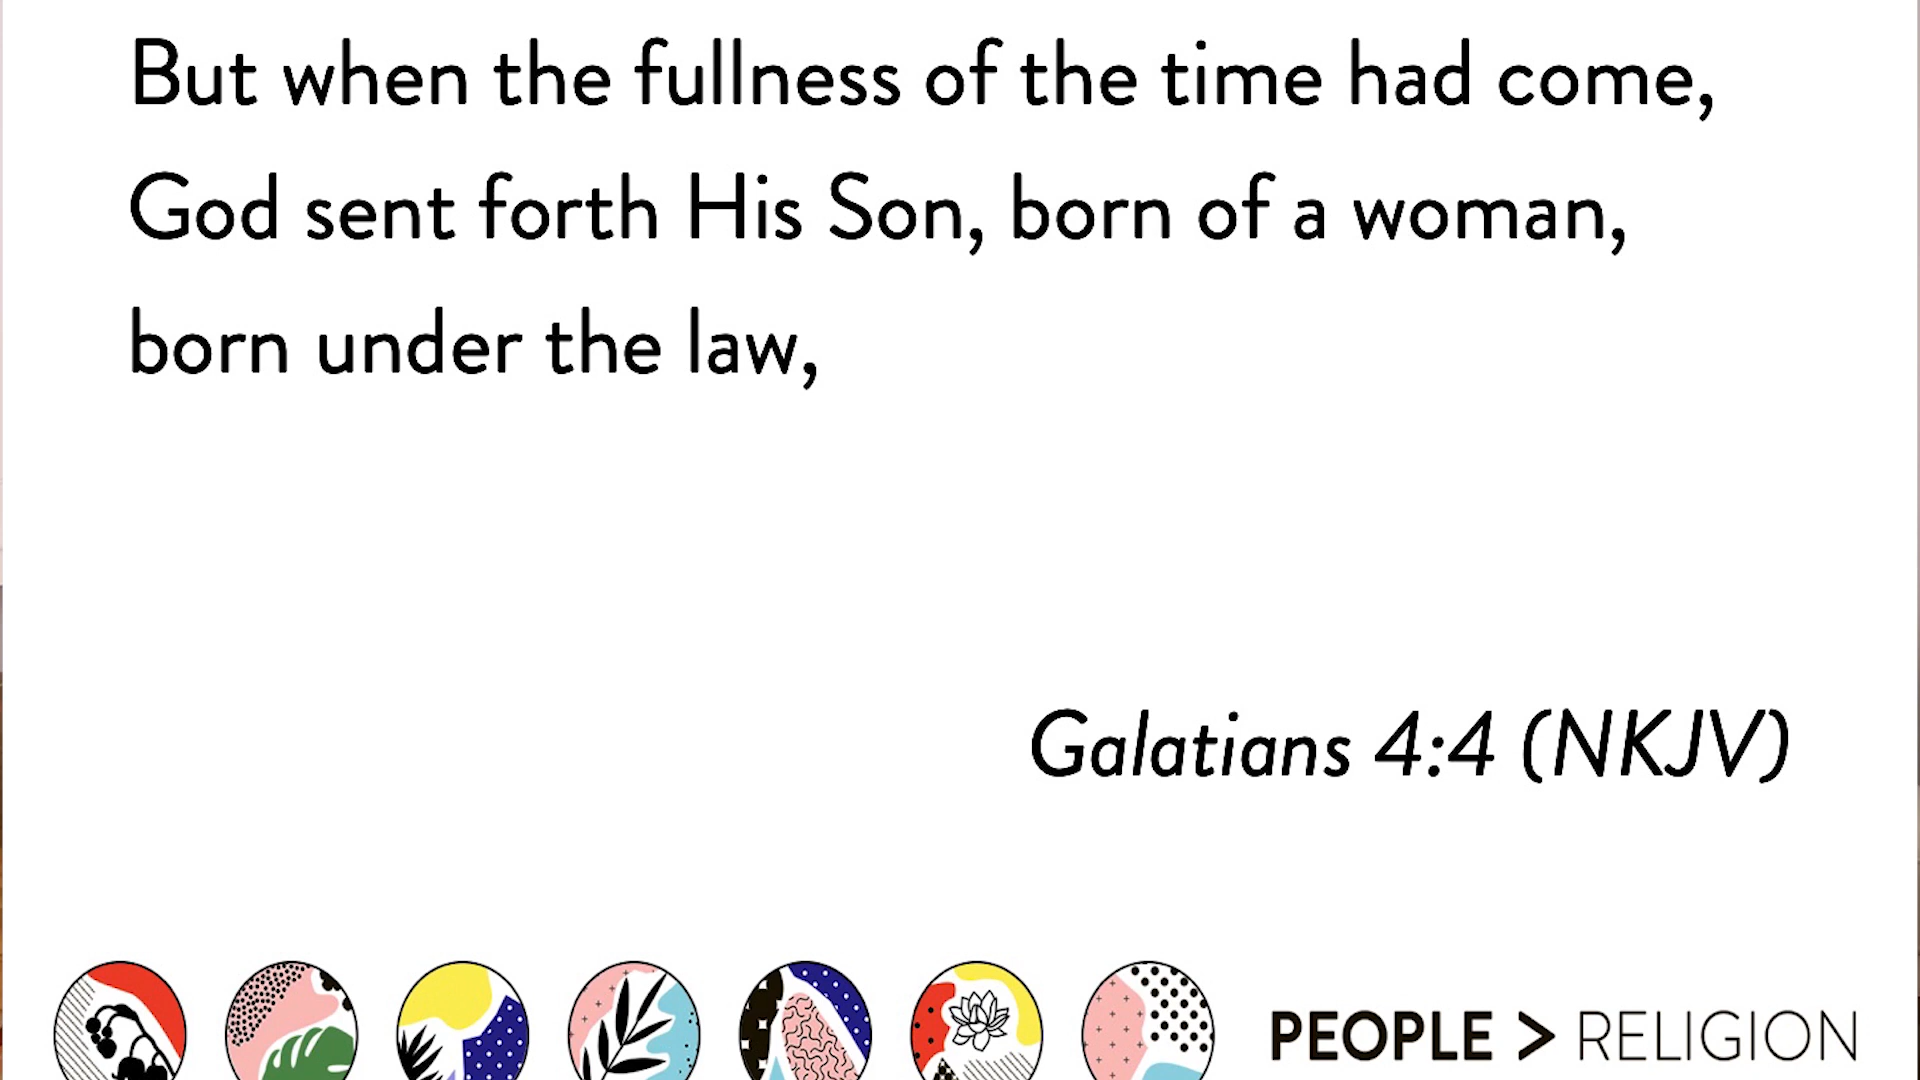 But when the fullness of the time had come,
God sent forth His Son, born of a woman,
born under the law,
Galatians 4:4 (NKJV)
PEOPLE > RELIGION